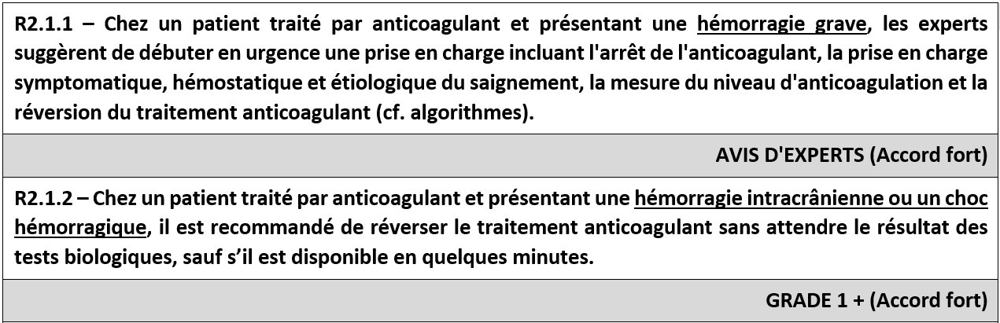 R2.1.1 – Chez un patient traité par anticoagulant et présentant une hémorragie grave, les experts
suggèrent de débuter en urgence une prise en charge incluant l'arrêt de l'anticoagulant, la prise en charge
symptomatique, hémostatique et étiologique du saignement, la mesure du niveau d'anticoagulation et la
réversion du traitement anticoagulant (cf. algorithmes).
AVIS D'EXPERTS (Accord fort)
R2.1.2 – Chez un patient traité par anticoagulant et présentant une hémorragie intracrânienne ou un choc
hémorragique, il est recommandé de réverser le traitement anticoagulant sans attendre le résultat des
tests biologiques, sauf s’il est disponible en quelques minutes.
GRADE 1 + (Accord fort)